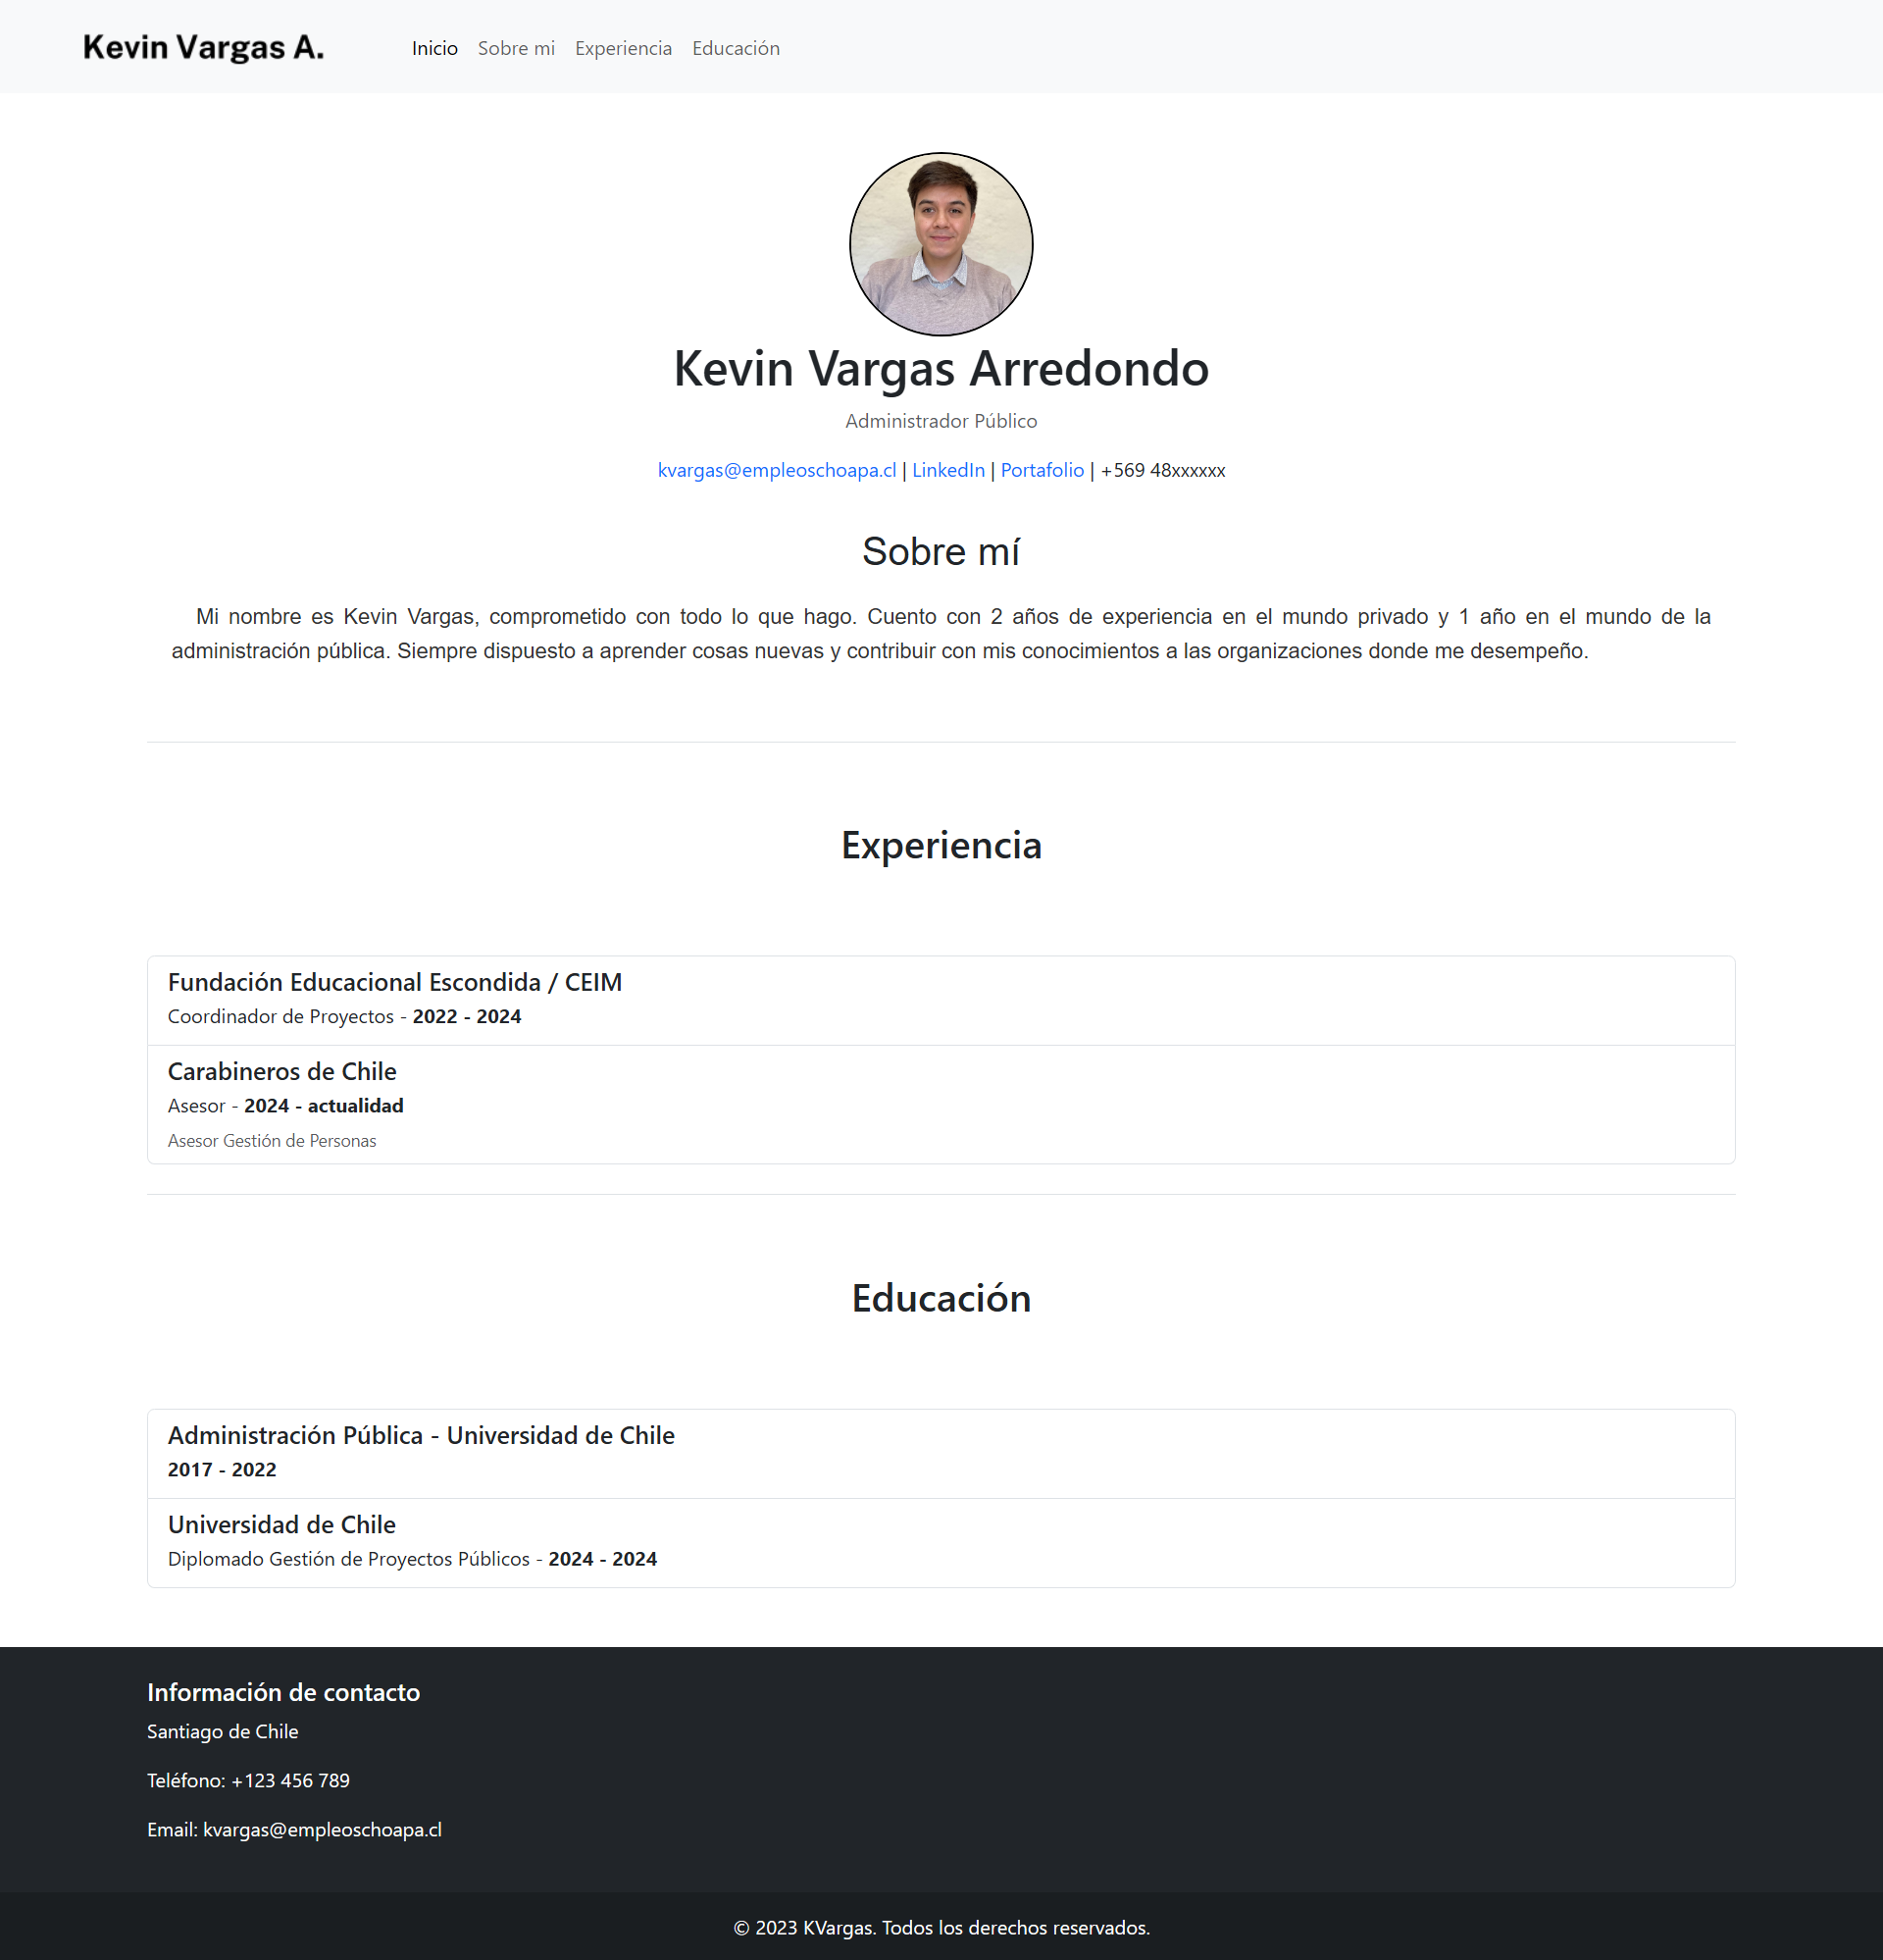 Kevin Vargas A.
Inicio Sobre mi Experiencia Educación
Kevin Vargas Arredondo
Administrador Público
kvargas@empleoschoapa.cl | LinkedIn | Portafolio | +569 48xxxxxx
Sobre mí
Mi nombre es Kevin Vargas, comprometido con todo lo que hago. Cuento con 2 años de experiencia en el mundo privado y 1 año en el mundo de la
administración pública. Siempre dispuesto a aprender cosas nuevas y contribuir con mis conocimientos a las organizaciones donde me desempeño.
Experiencia
Fundación Educacional Escondida / CEIM
Coordinador de Proyectos - 2022 - 2024
Carabineros de Chile
Asesor - 2024 - actualidad
Asesor Gestión de Personas
Educación
Administración Pública - Universidad de Chile
2017 - 2022
Universidad de Chile
Diplomado Gestión de Proyectos Públicos - 2024 - 2024
Información de contacto
Santiago de Chile
Teléfono: +123 456 789
Email: kvargas@empleoschoapa.cl
© 2023 KVargas. Todos los derechos reservados.